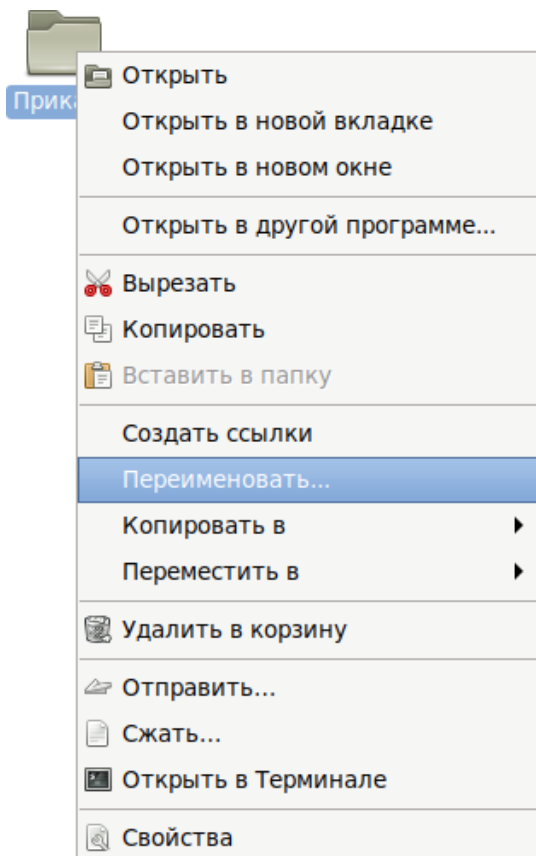 Открыть
Открыть в новой вкладке
Открыть в новом окне
Открыть в другой программе...
Вырезать
Копировать
Вставить в папку
Создать ссылки
Переименовать...
Копировать в
Переместить в
Удалить в корзину
Отправить...
Сжать...
Открыть в Терминале
Свойства